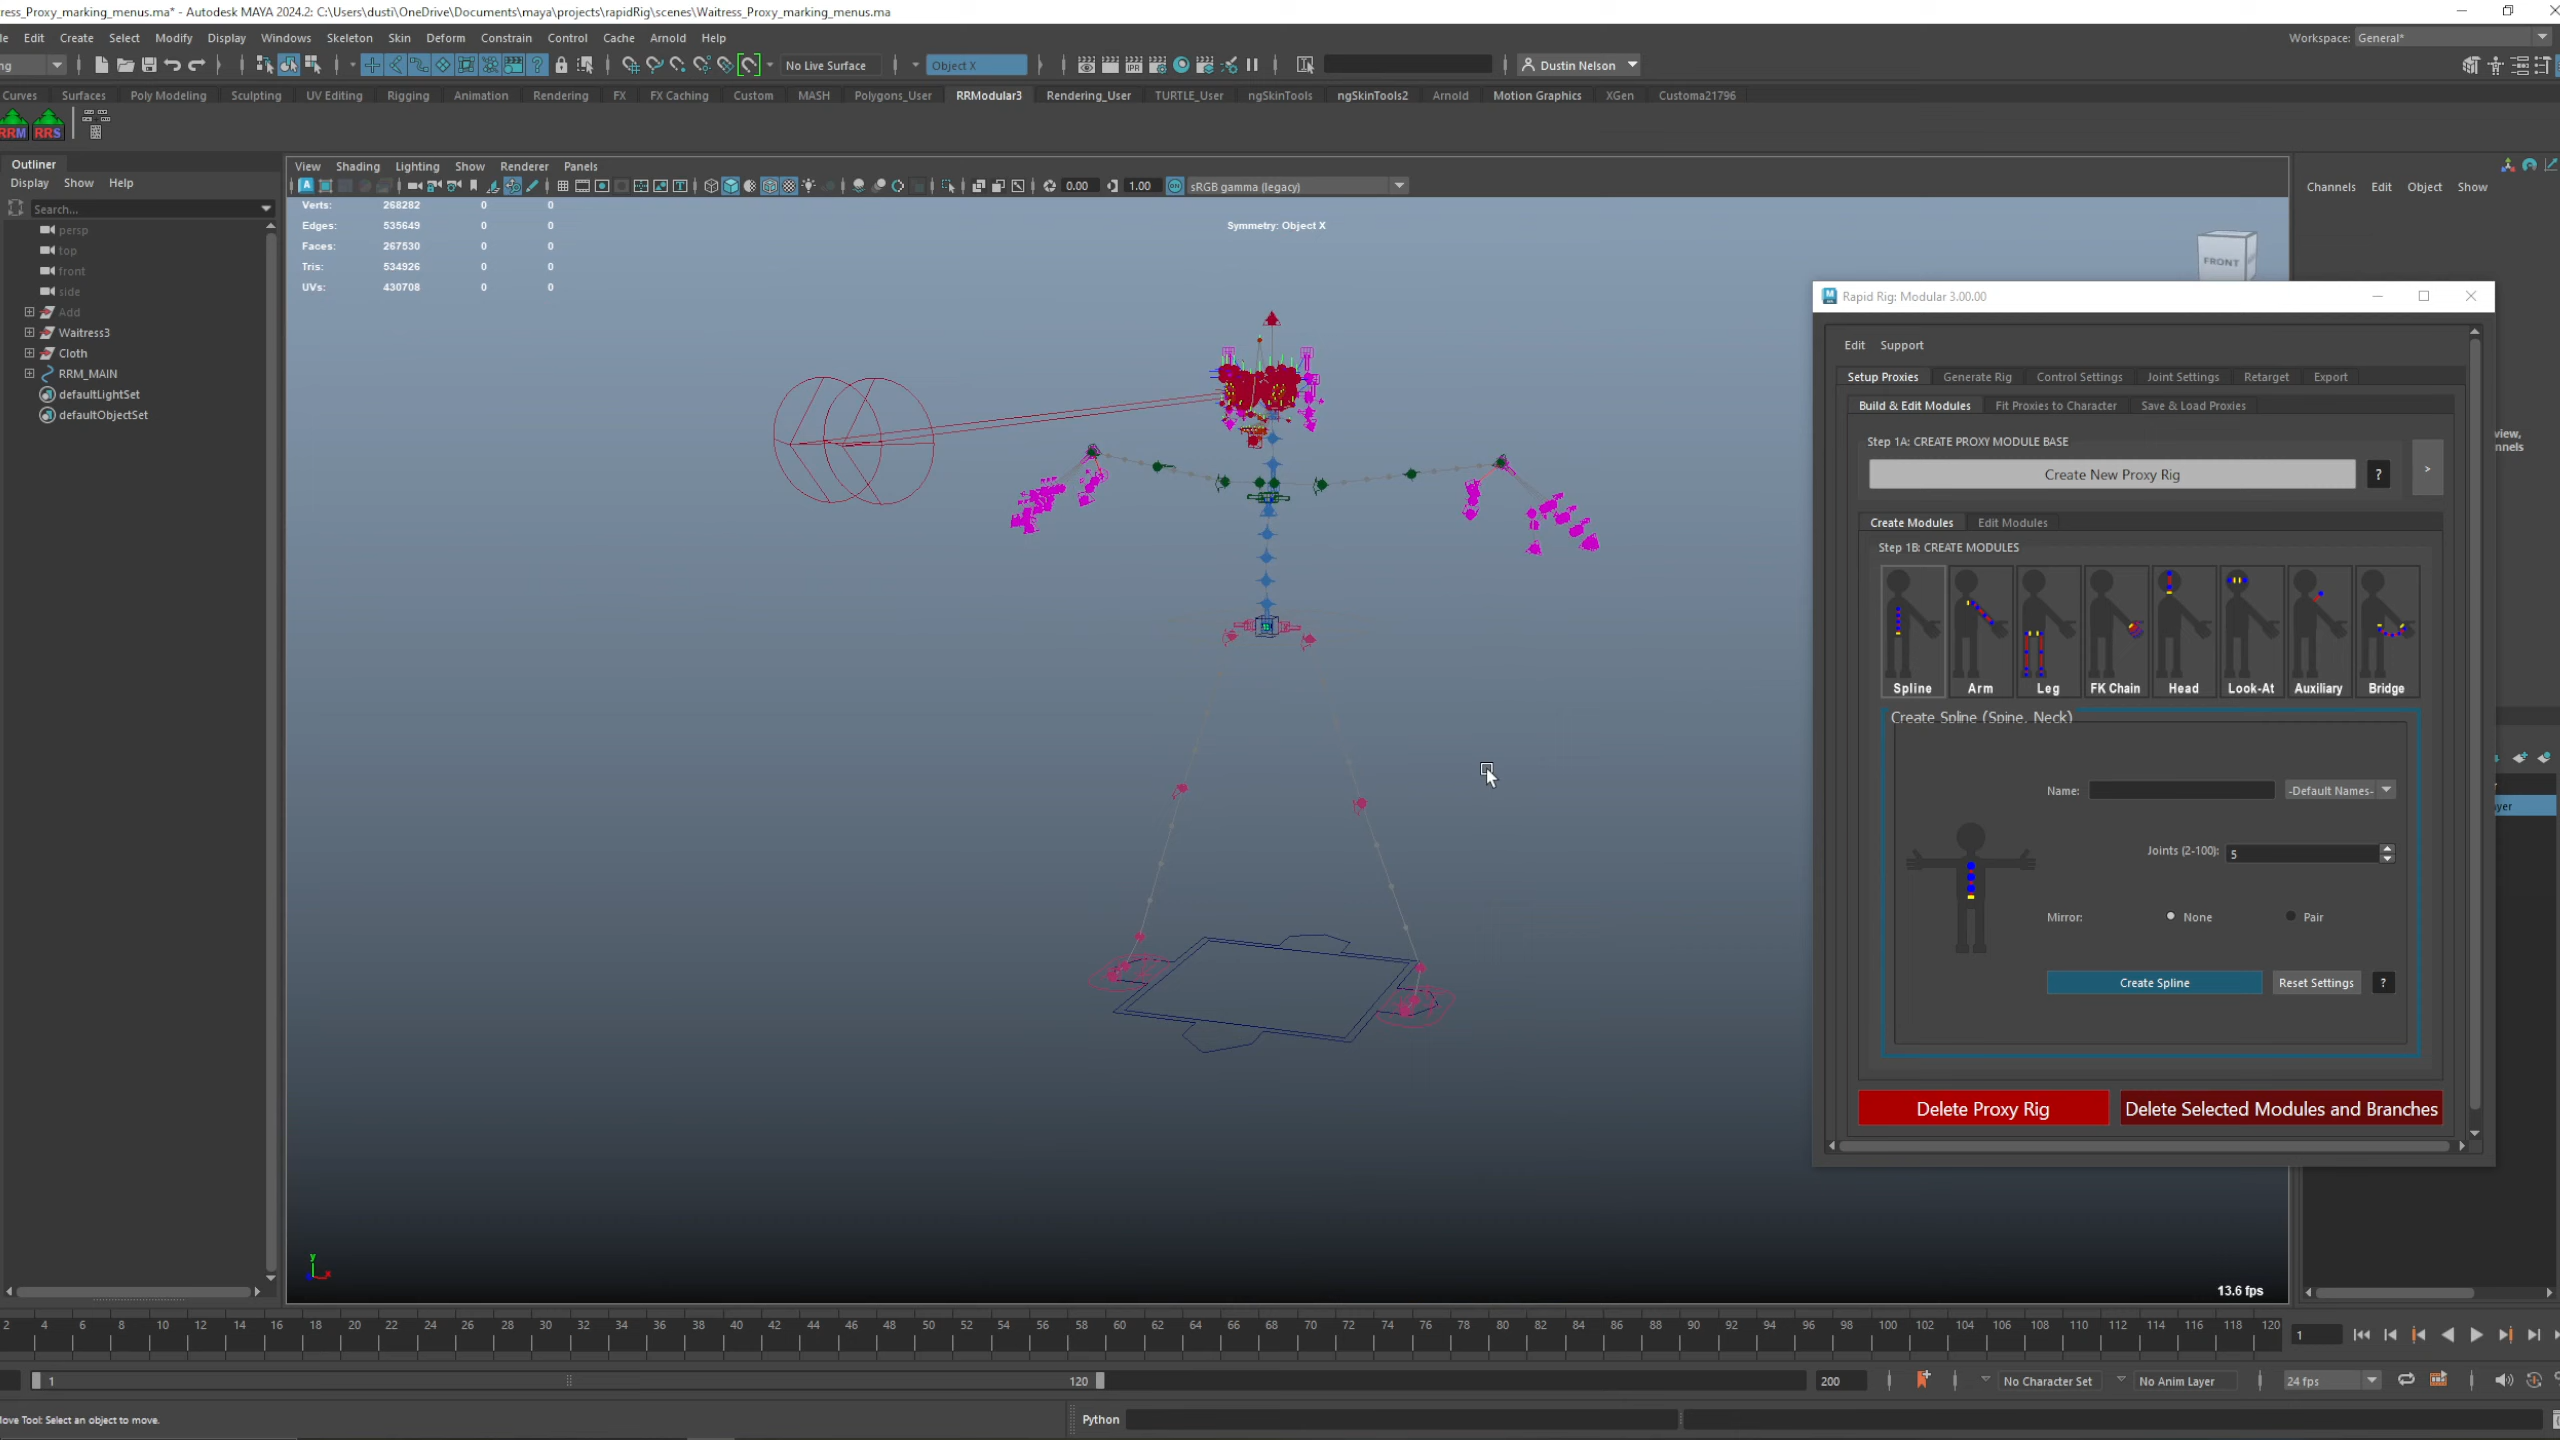 ress_Proxy_marking_menus.ma* - Autodesk MAYA 2024.2: C:\Users\dusti\OneDrive\Documents\maya\projects\rapidRig\scenes\Waitress_Proxy_marking_menus.ma
le Edit Create Select Modify Display Windows Skeleton Skin Deform Constrain Control Cache Arnold Help
Workspace: General*
ng No Live Surface Object X Dustin Nelson
Curves Surfaces Poly Modeling Sculpting UV Editing Rigging Animation Rendering FX FX Caching Custom MASH Polygons_User RRModular3 Rendering_User TURTLE_User ngSkinTools ngSkinTools2 Arnold Motion Graphics XGen Customa21796
RRM RRS
Outliner
Display Show Help
Search...
persp
top
front
side
Add
Waitress3
Cloth
RRM_MAIN
defaultLightSet
defaultObjectSet
View Shading Lighting Show Renderer Panels
0.00 1.00 ON sRGB gamma (legacy)
Verts: 268282 0 0
Edges: 535649 0 0
Faces: 267530 0 0
Tris: 534926 0 0
UVs: 430708 0 0
Symmetry: Object X
FRONT
y
13.6 fps
Channels Edit Object Show
view,
nnels
yer
Rapid Rig: Modular 3.00.00
Edit Support
Setup Proxies Generate Rig Control Settings Joint Settings Retarget Export
Build & Edit Modules Fit Proxies to Character Save & Load Proxies
Step 1A: CREATE PROXY MODULE BASE
Create New Proxy Rig ? >
Create Modules Edit Modules
Step 1B: CREATE MODULES
Spline Arm Leg FK Chain Head Look-At Auxiliary Bridge
Create Spline (Spine, Neck)
Name: -Default Names-
Joints (2-100): 5
Mirror: None Pair
Create Spline Reset Settings ?
Delete Proxy Rig Delete Selected Modules and Branches
2 4 6 8 10 12 14 16 18 20 22 24 26 28 30 32 34 36 38 40 42 44 46 48 50 52 54 56 58 60 62 64 66 68 70 72 74 76 78 80 82 84 86 88 90 92 94 96 98 100 102 104 106 108 110 112 114 116 118 120 1
1 120 200 No Character Set No Anim Layer 24 fps
ove Tool: Select an object to move.
Python